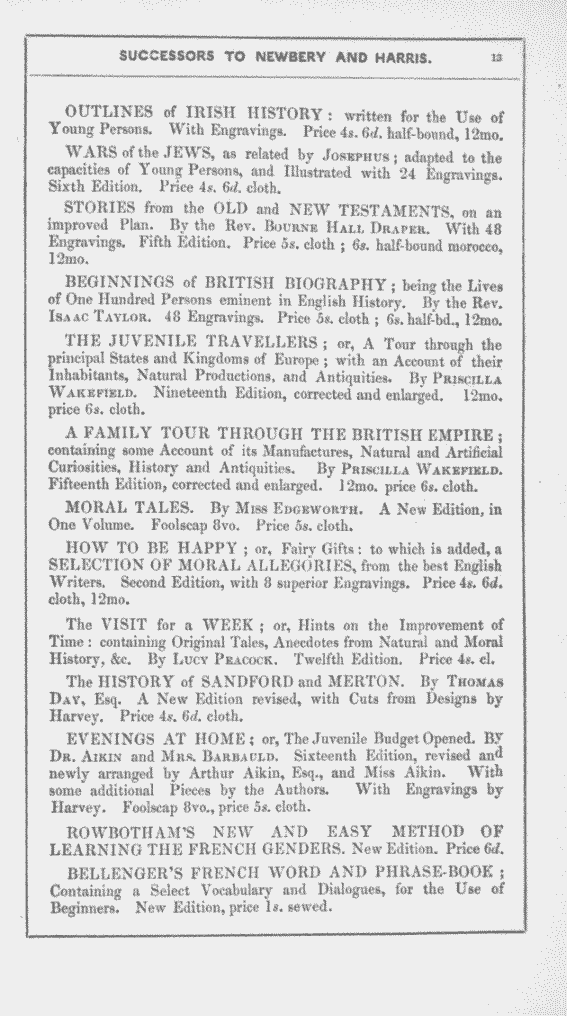 SUCCESSORS TO NEWBERY AND HARRIS. 13
OUTLINES of IRISH HISTORY: written for the Use of
Young Persons. With Engravings. Price 4s. 6d. half-bound, 12mo.
WARS of the JEWS, as related by JOSEPHUS; adapted to the
capacities of Young Persons, and Illustrated with 24 Engravings.
Sixth Edition. Price 4s. 6d. cloth.
STORIES from the OLD and NEW TESTAMENTS, on an
improved Plan. By the Rev. BOURNE HALL DRAPER. With 48
Engravings. Fifth Edition. Price 5s. cloth; 6s. half-bound morocco,
12mo.
BEGINNINGS of BRITISH BIOGRAPHY; being the Lives
of One Hundred Persons eminent in English History. By the Rev.
ISAAC TAYLOR. 48 Engravings. Price 5s. cloth; 6s. half-bd., 12mo.
THE JUVENILE TRAVELLERS; or, A Tour through the
principal States and Kingdoms of Europe; with an Account of their
Inhabitants, Natural Productions, and Antiquities. By PRISCILLA
WAKEFIELD. Nineteenth Edition, corrected and enlarged. 12mo.
price 6s. cloth.
A FAMILY TOUR THROUGH THE BRITISH EMPIRE;
containing some Account of its Manufactures, Natural and Artificial
Curiosities, History and Antiquities. By PRISCILLA WAKEFIELD.
Fifteenth Edition, corrected and enlarged. 12mo. price 6s. cloth.
MORAL TALES. By MISS EDGEWORTH. A New Edition, in
One Volume. Foolscap 8vo. Price 5s. cloth.
HOW TO BE HAPPY; or, Fairy Gifts: to which is added, a
SELECTION OF MORAL ALLEGORIES, from the best English
Writers. Second Edition, with 8 superior Engravings. Price 4s. 6d.
cloth, 12mo.
The VISIT for a WEEK; or, Hints on the Improvement of
Time: containing Original Tales, Anecdotes from Natural and Moral
History, &c. By LUCY PEACOCK. Twelfth Edition. Price 4s. cl.
The HISTORY of SANDFORD and MERTON. By THOMAS
DAY, Esq. A New Edition revised, with Cuts from Designs by
Harvey. Price 4s. 6d. cloth.
EVENINGS AT HOME; or, The Juvenile Budget Opened. By
DR. AIKIN and MRS. BARBAULD. Sixteenth Edition, revised and
newly arranged by Arthur Aikin, Esq., and Miss Aikin. With
some additional Pieces by the Authors. With Engravings by
Harvey. Foolscap 8vo., price 5s. cloth.
ROWBOTHAM'S NEW AND EASY METHOD OF
LEARNING THE FRENCH GENDERS. New Edition. Price 6d.
BELLENGER'S FRENCH WORD AND PHRASE-BOOK;
Containing a Select Vocabulary and Dialogues, for the Use of
Beginners. New Edition, price 1s. sewed.